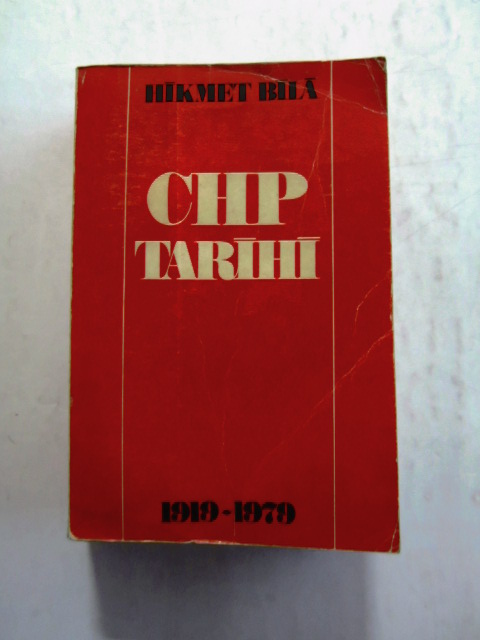 HİKMET BİLÂ
CHP
TARİHİ
1919-1979